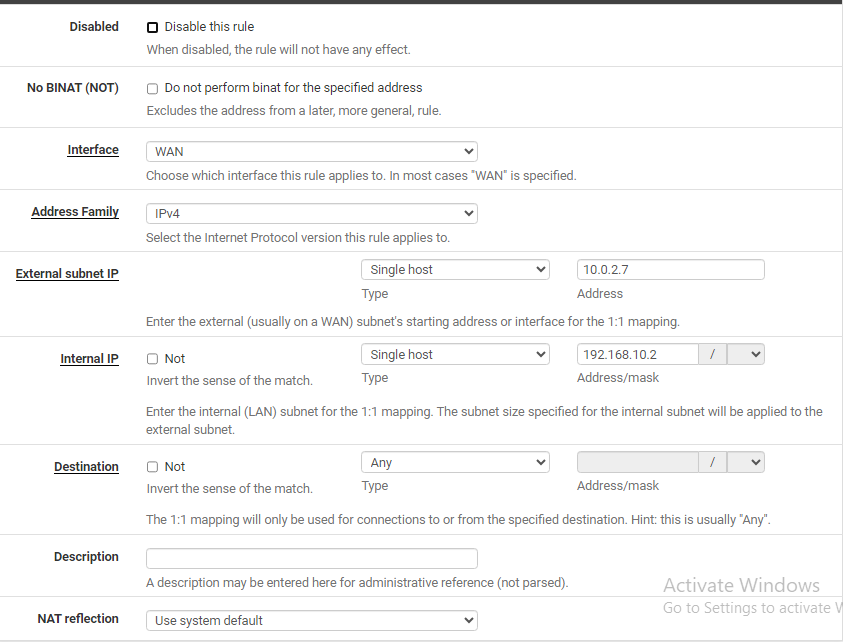 Disabled
Disable this rule
When disabled, the rule will not have any effect.
No BINAT (NOT)
Do not perform binat for the specified address
Excludes the address from a later, more general, rule.
Interface
WAN
Choose which interface this rule applies to. In most cases "WAN" is specified.
Address Family
IPv4
Select the Internet Protocol version this rule applies to.
External subnet IP
Single host
10.0.2.7
Type
Address
Enter the external (usually on a WAN) subnet's starting address or interface for the 1:1 mapping.
Internal IP
Not
Single host
192.168.10.2
/
Invert the sense of the match.
Type
Address/mask
Enter the internal (LAN) subnet for the 1:1 mapping. The subnet size specified for the internal subnet will be applied to the
external subnet.
Destination
Not
Any
/
Invert the sense of the match.
Type
Address/mask
The 1:1 mapping will only be used for connections to or from the specified destination. Hint: this is usually "Any".
Description
A description may be entered here for administrative reference (not parsed).
Activate Windows
Go to Settings to activate W
NAT reflection
Use system default